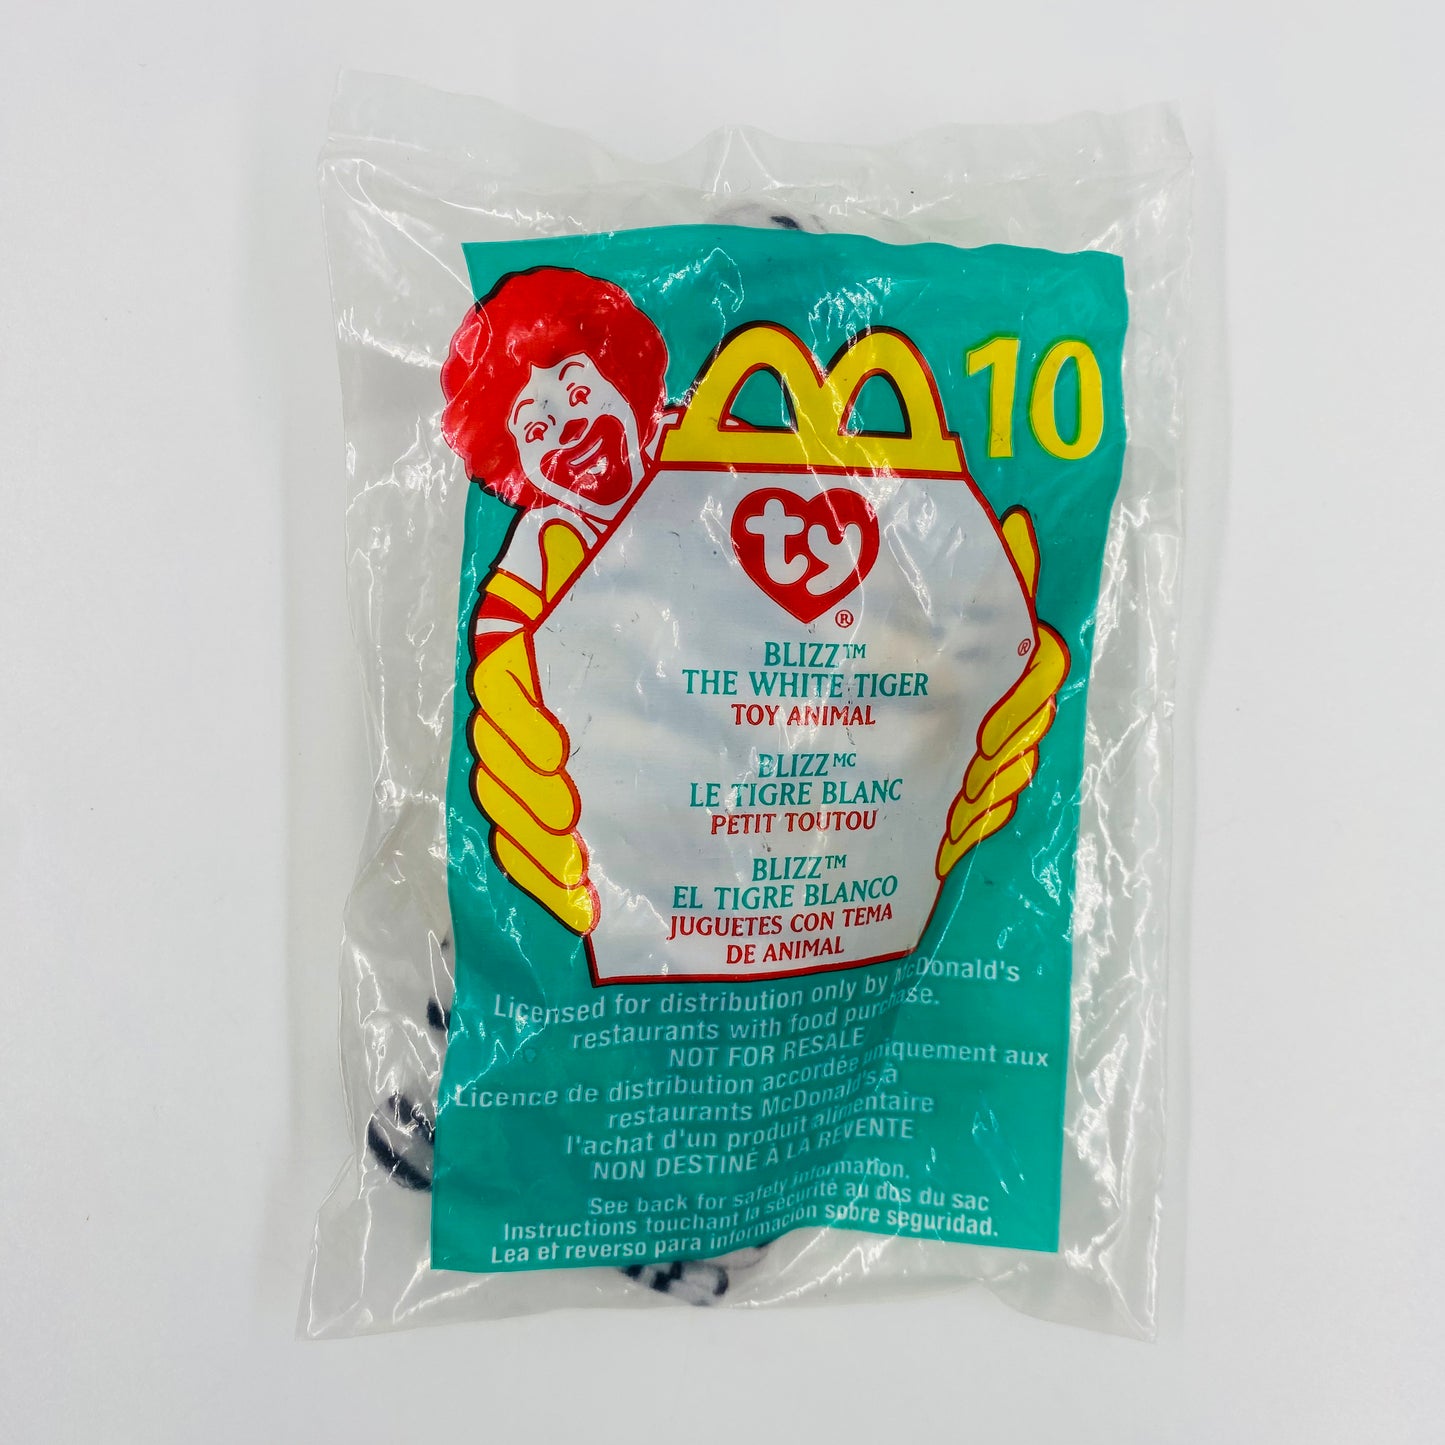 10
ty
®
BLIZZ™
THE WHITE TIGER
TOY ANIMAL
®
BLIZZMC
LE TIGRE BLANC
PETIT TOUTOU
BLIZZ™
EL TIGRE BLANCO
JUGUETES CON TEMA
DE ANIMAL
Licensed for distribution only by McDonald's
restaurants with food purchase.
NOT FOR RESALE
Licence de distribution accordée uniquement aux
restaurants McDonald's à
l'achat d'un produit alimentaire
NON DESTINÉ À LA REVENTE
See back for safety information.
Instructions touchant la sécurité au dos du sac
Lea el reverso para información sobre seguridad.